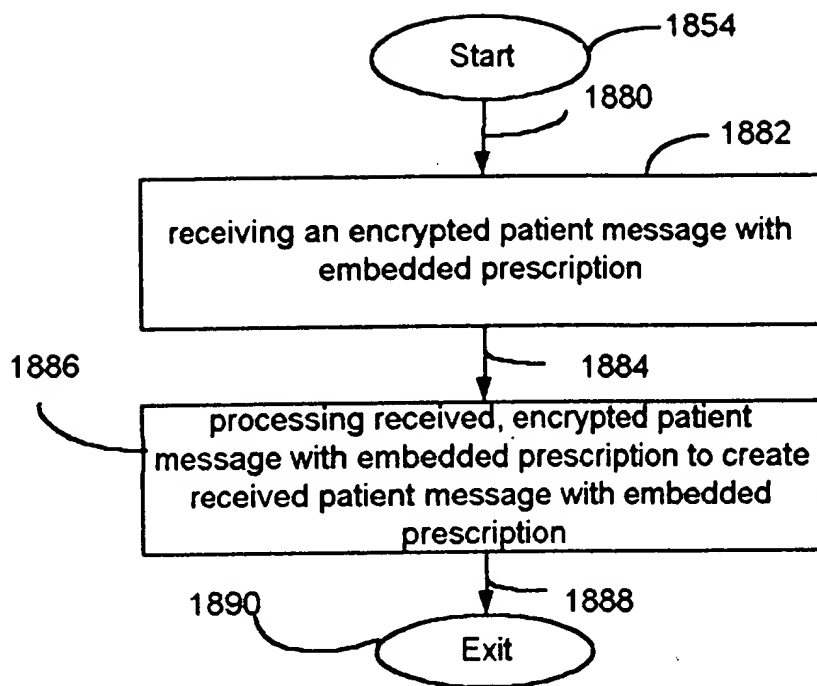 1854
Start
1880
1882
receiving an encrypted patient message with
embedded prescription
1884
1886
processing received, encrypted patient
message with embedded prescription to create
received patient message with embedded
prescription
1888
1890
Exit